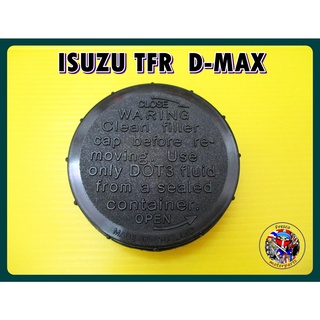 ISUZU TFR D-MAX
CLOSE
WARING
Clean filler
cap before re-
moving. Use
only DOT3 fluid
from a sealed
container.
OPEN